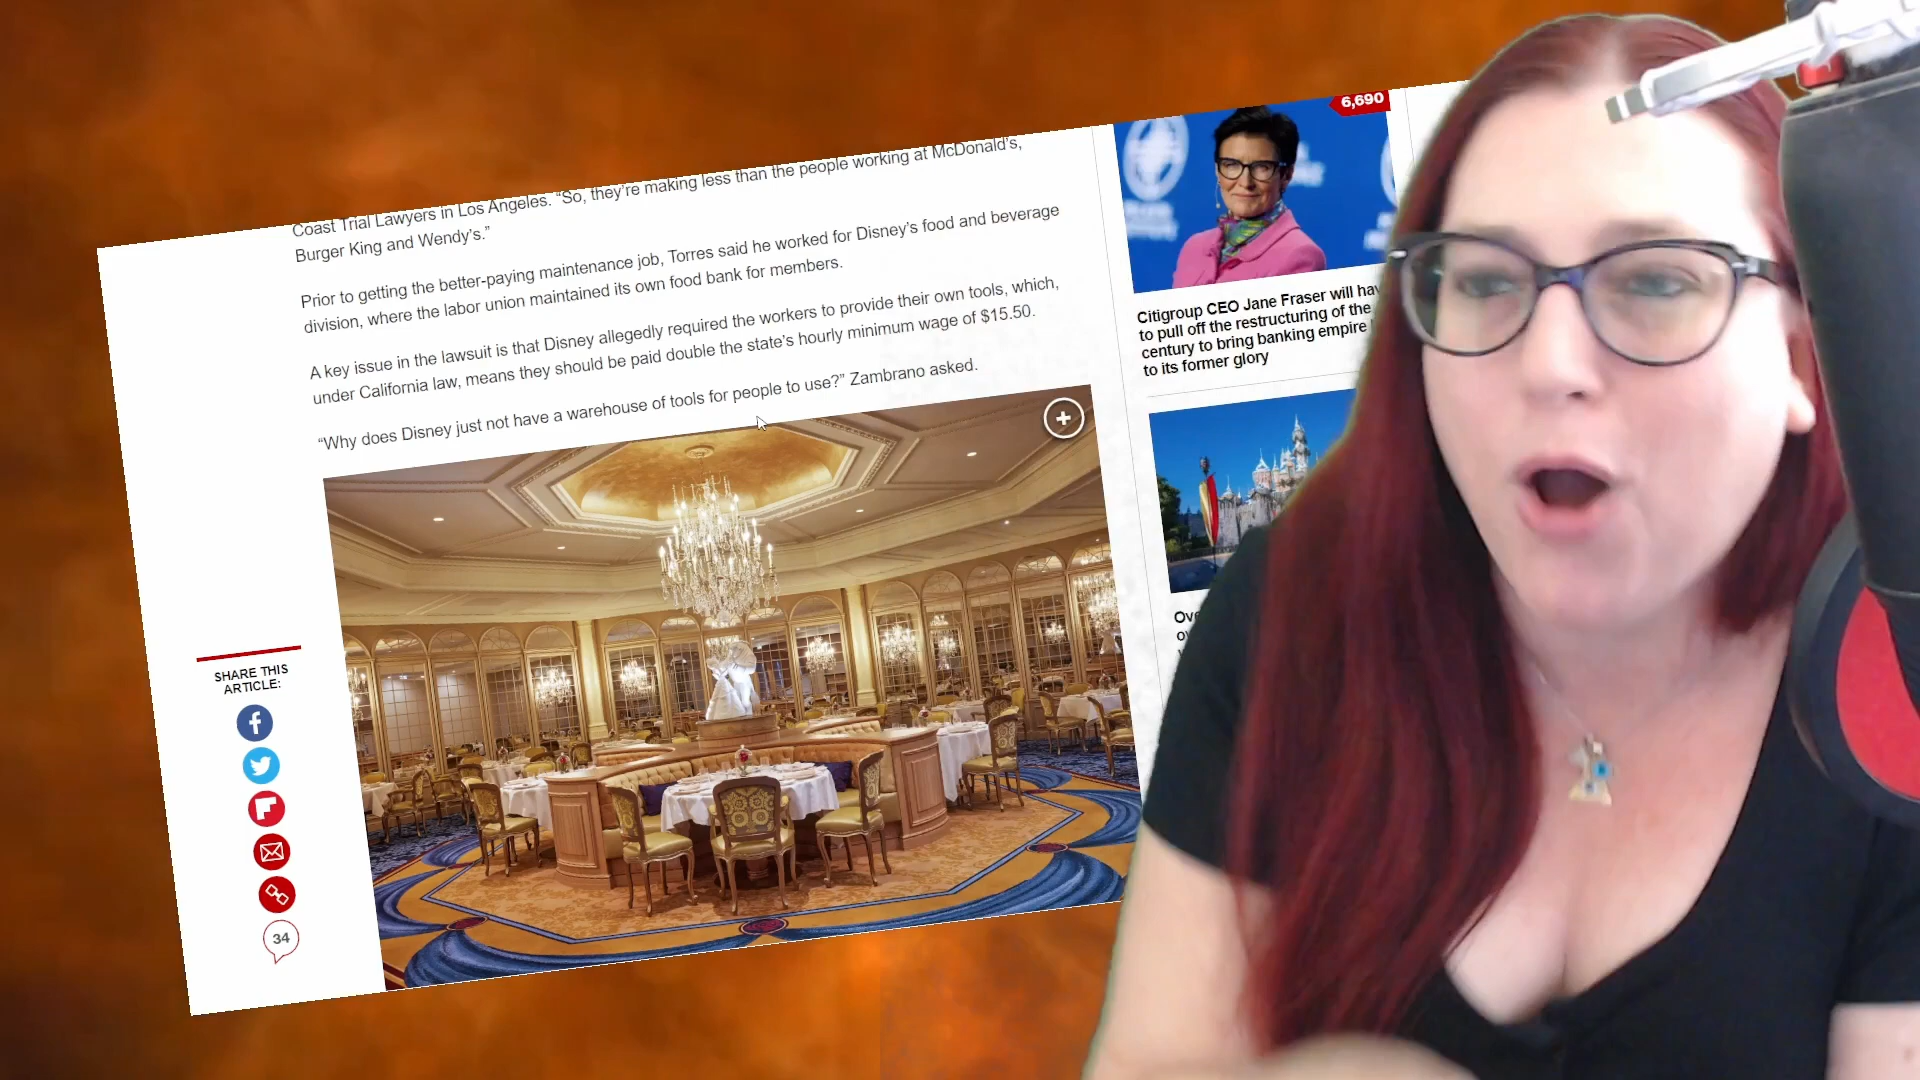 Coast Trial Lawyers in Los Angeles. “So, they’re making less than the people working at McDonald’s,
Burger King and Wendy’s.”
Prior to getting the better-paying maintenance job, Torres said he worked for Disney’s food and beverage
division, where the labor union maintained its own food bank for members.
A key issue in the lawsuit is that Disney allegedly required the workers to provide their own tools, which,
under California law, means they should be paid double the state’s hourly minimum wage of $15.50.
“Why does Disney just not have a warehouse of tools for people to use?” Zambrano asked.
SHARE THIS
ARTICLE:
34
6,690
Citigroup CEO Jane Fraser will
to pull off the restructuring of the
century to bring banking empire
to its former glory